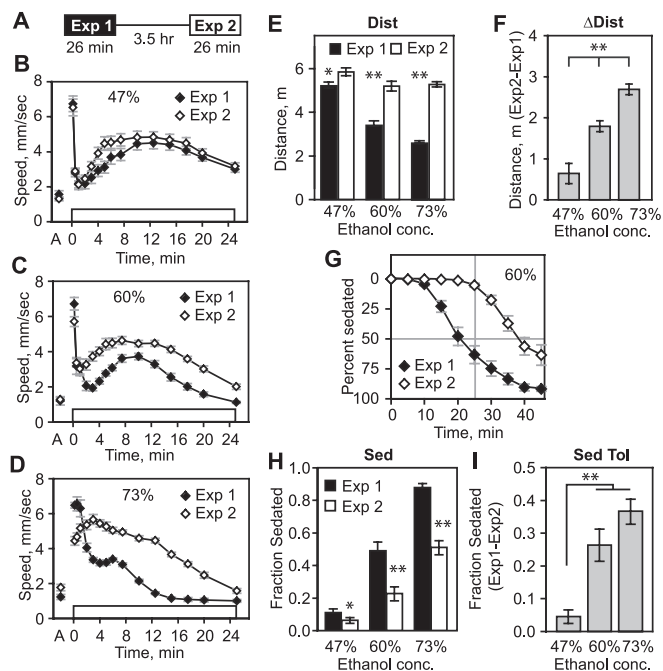 A
Exp 1
Exp 2
3.5 hr
26 min
26 min
B
47%
Exp 1
Exp 2
Speed, mm/sec
8
6
4
2
0
A 0 4 8 12 16 20 24
Time, min
C
60%
Exp 1
Exp 2
Speed, mm/sec
8
6
4
2
0
A 0 4 8 12 16 20 24
Time, min
D
73%
Exp 1
Exp 2
Speed, mm/sec
8
6
4
2
0
A 0 4 8 12 16 20 24
Time, min
E
Dist
Exp 1 Exp 2
* ** **
Distance, m
6
4
2
0
47% 60% 73%
Ethanol conc.
F
ΔDist
**
Distance, m (Exp2-Exp1)
4
3
2
1
0
47% 60% 73%
Ethanol conc.
G
60%
Percent sedated
0
25
50
75
100
Exp 1
Exp 2
0 10 20 30 40
Time, min
H
Sed
Exp 1
Exp 2
Fraction Sedated
1.0
0.8
0.6
0.4
0.2
0.0
* ** **
47% 60% 73%
Ethanol conc.
I
Sed Tol
**
Fraction Sedated
(Exp1-Exp2)
0.5
0.4
0.3
0.2
0.1
0.0
47% 60% 73%
Ethanol conc.